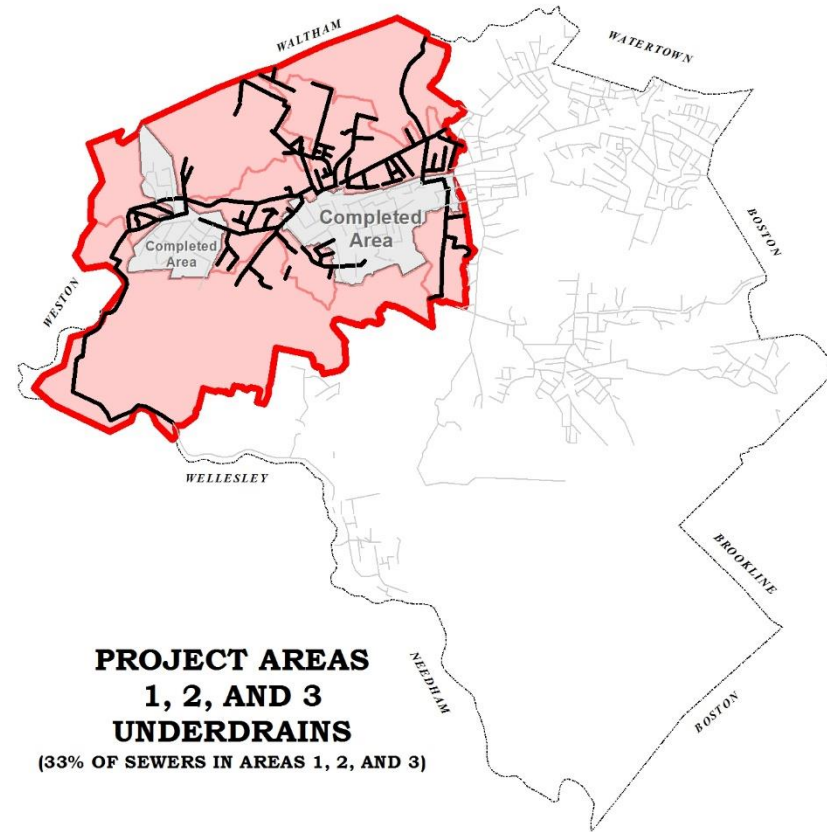 WALTHAM
WATERTOWN
BOSTON
Completed
Area
Completed
Area
WESTON
WELLESLEY
BROOKLINE
NEEDHAM
BOSTON
PROJECT AREAS
1, 2, AND 3
UNDERDRAINS
(33% OF SEWERS IN AREAS 1, 2, AND 3)